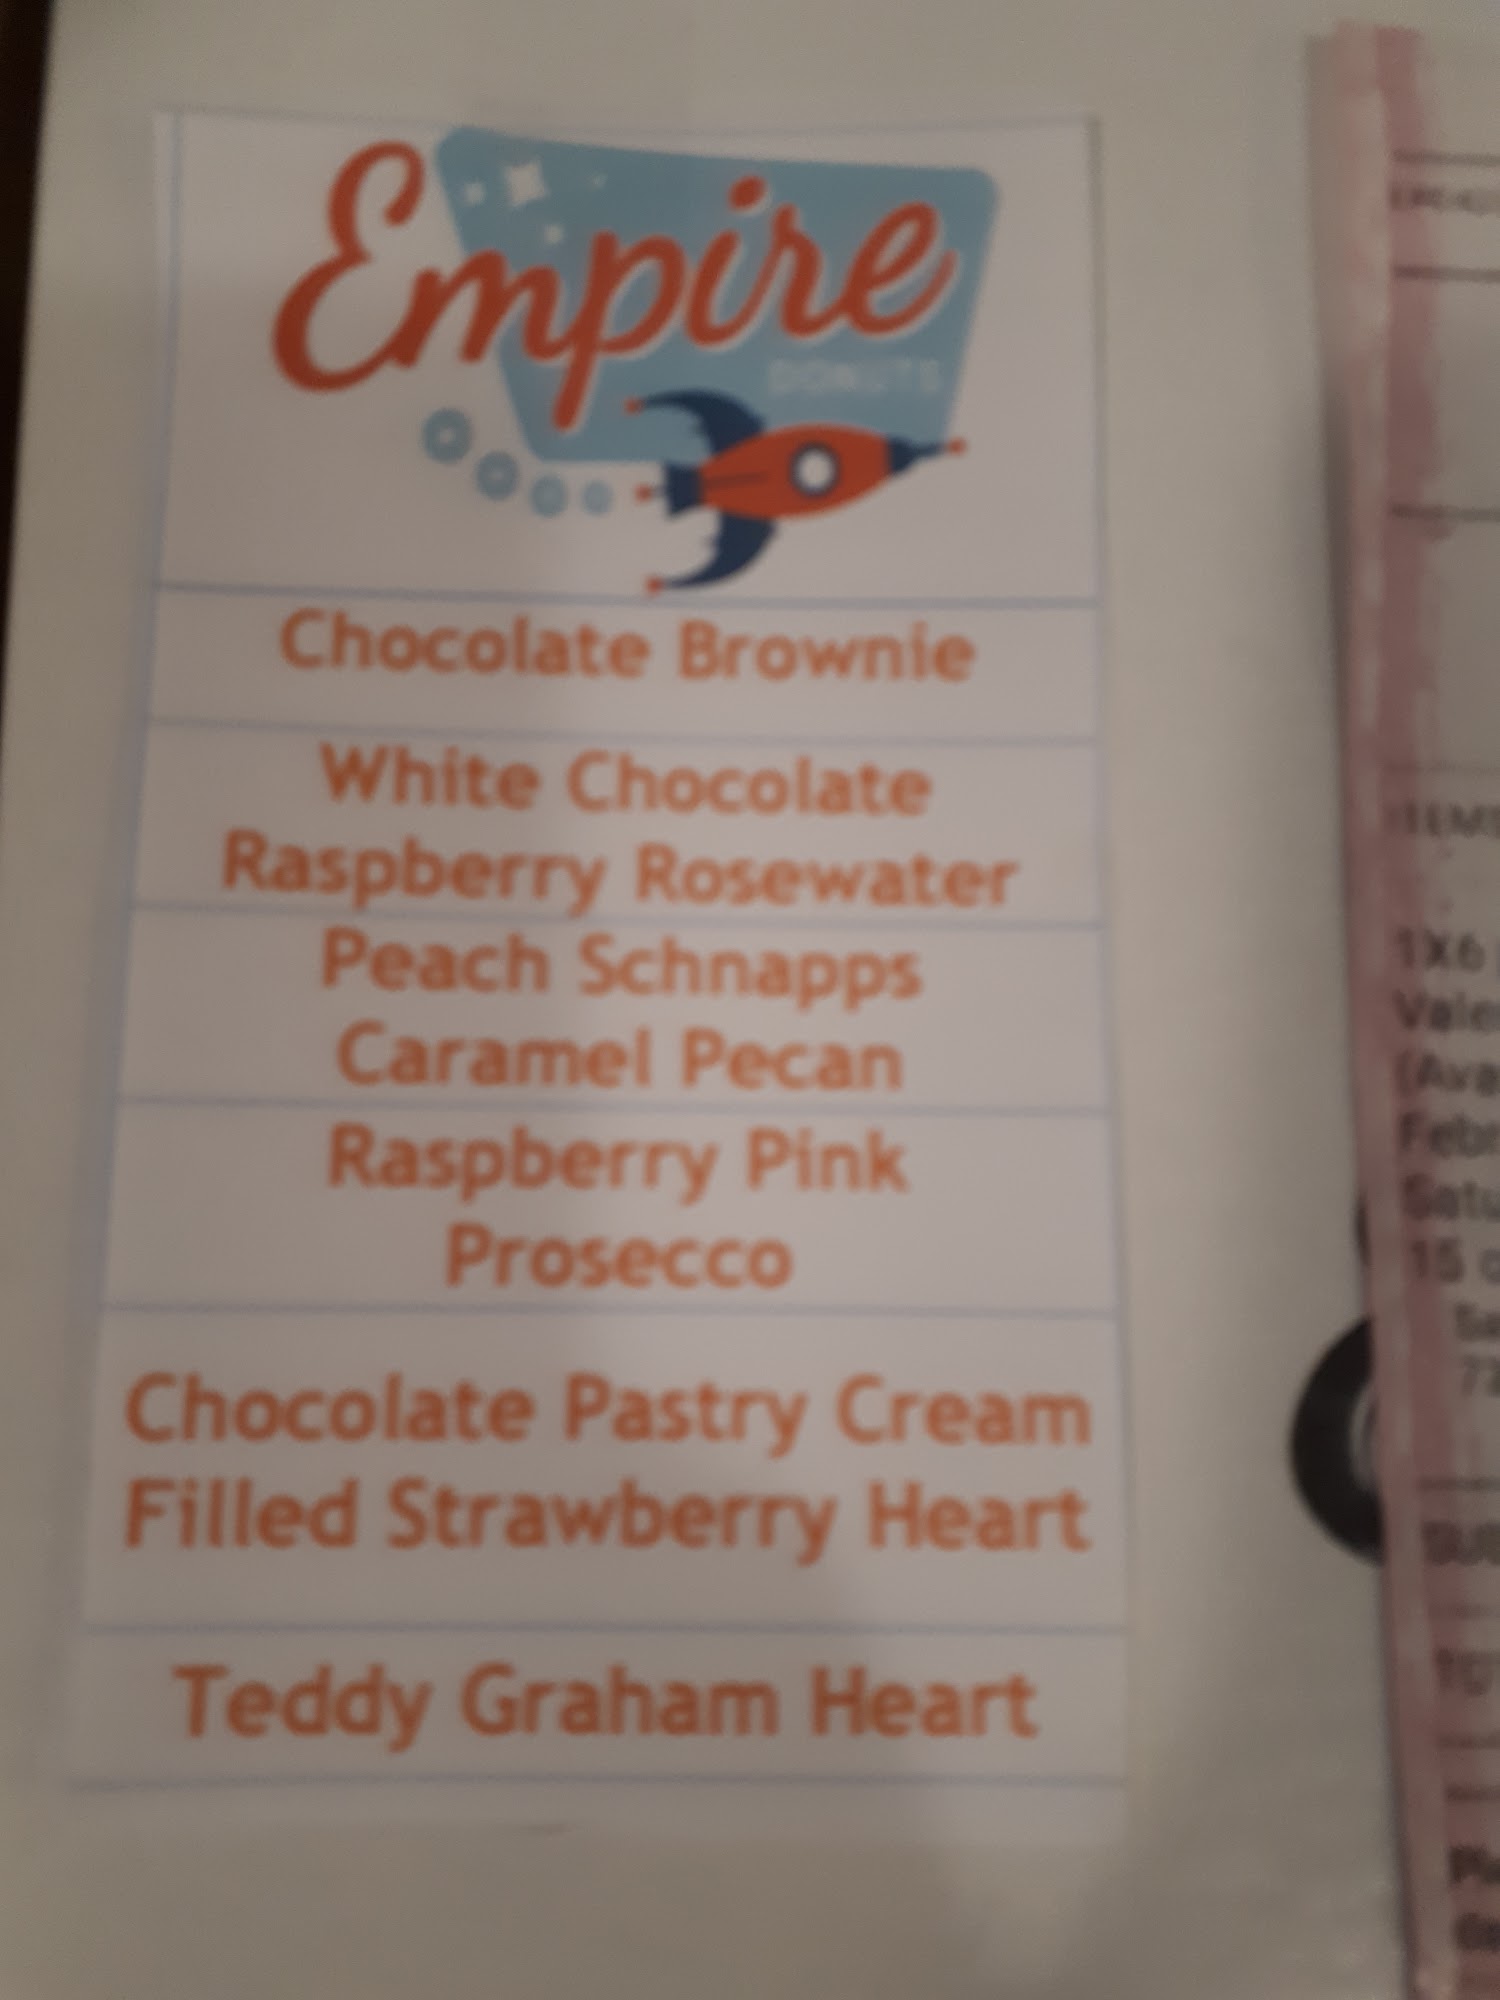 Empire
DONUTS
Chocolate Brownie
White Chocolate
Raspberry Rosewater
Peach Schnapps
Caramel Pecan
Raspberry Pink
Prosecco
Chocolate Pastry Cream
Filled Strawberry Heart
Teddy Graham Heart
1X6